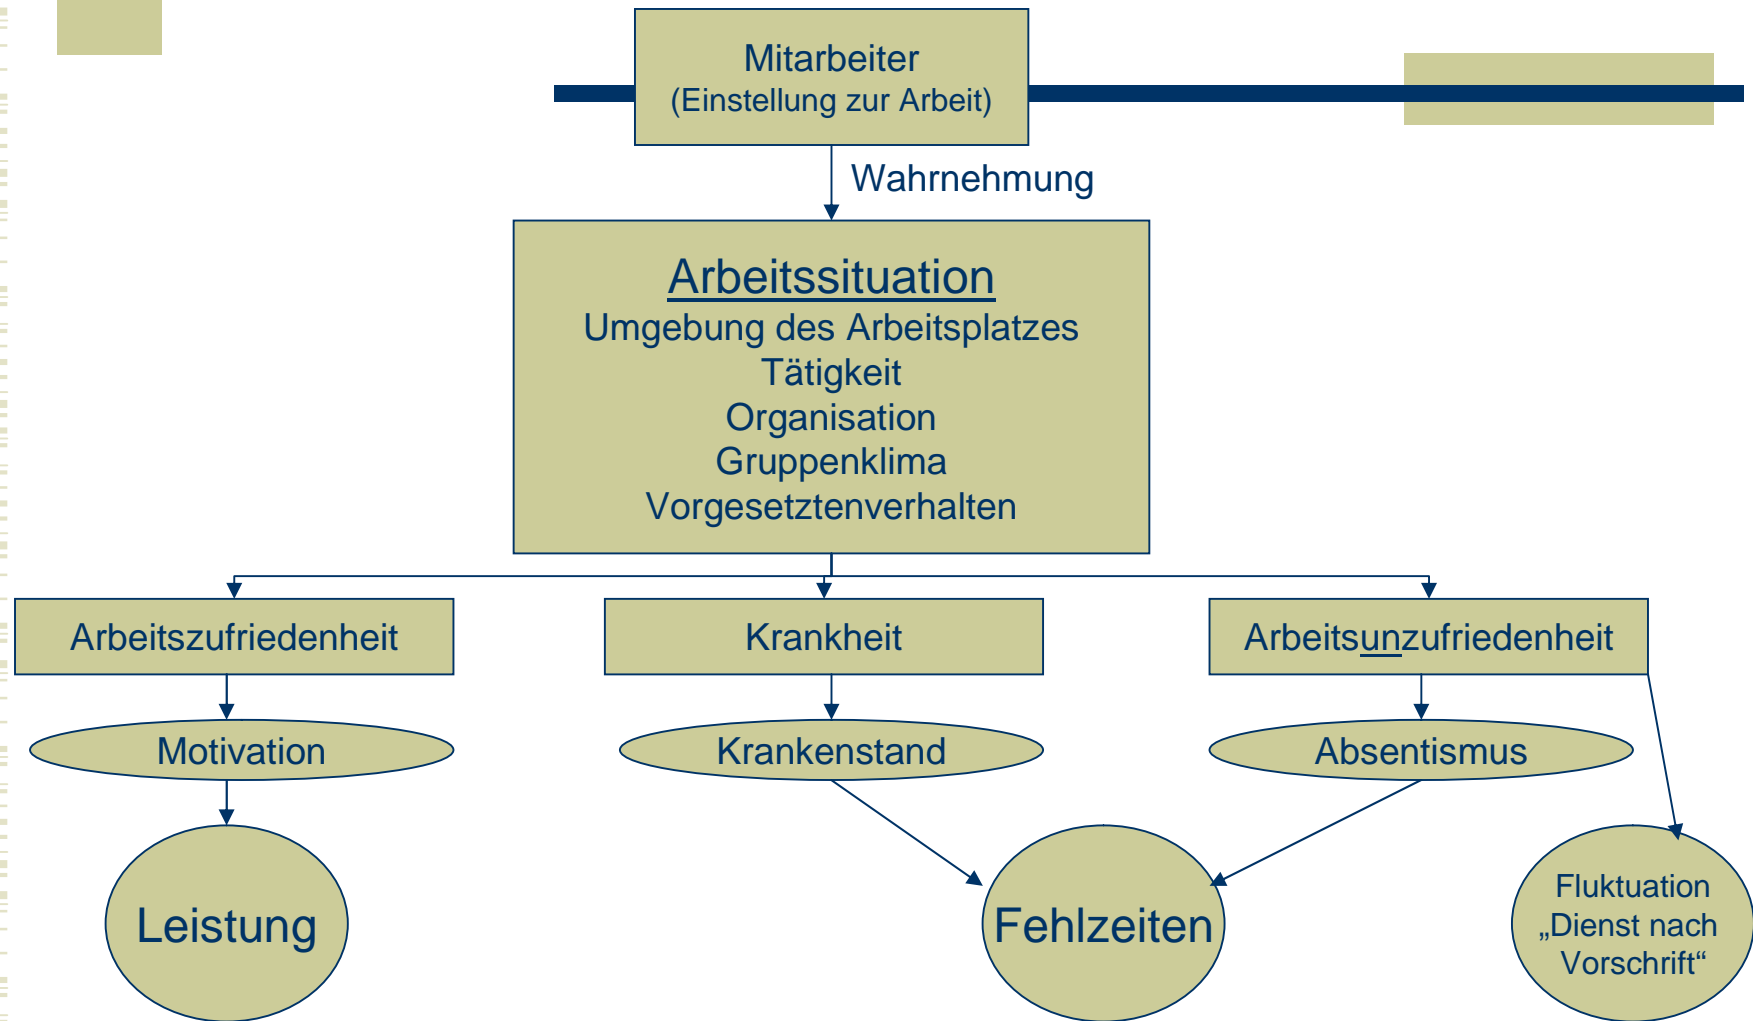 Mitarbeiter
(Einstellung zur Arbeit)
Wahrnehmung
Arbeitssituation
Umgebung des Arbeitsplatzes
Tätigkeit
Organisation
Gruppenklima
Vorgesetztenverhalten
Arbeitszufriedenheit
Krankheit
Arbeitsunzufriedenheit
Motivation
Krankenstand
Absentismus
Leistung
Fehlzeiten
Fluktuation
„Dienst nach
Vorschrift“